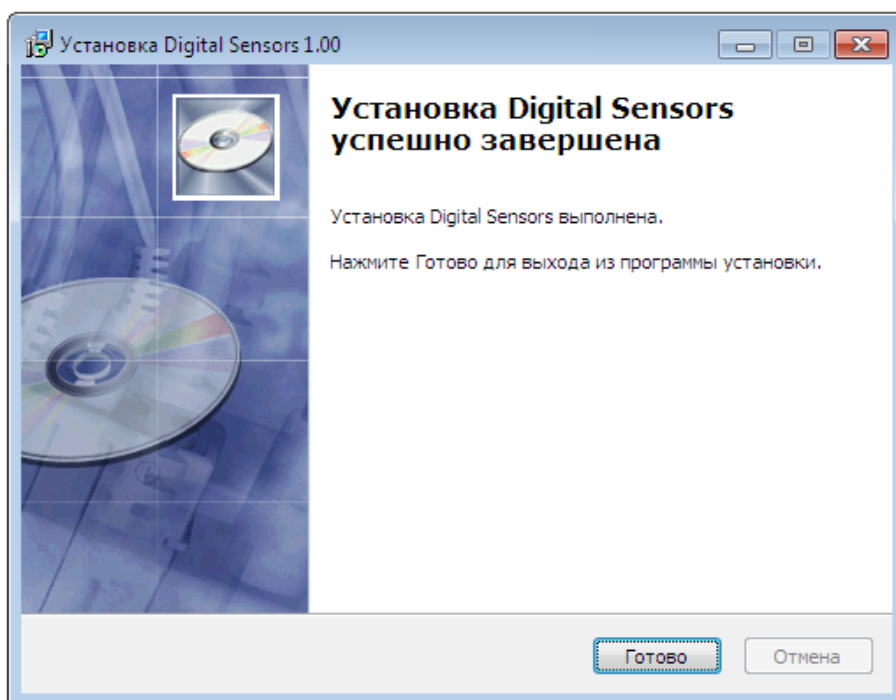 Установка Digital Sensors 1.00
Установка Digital Sensors
успешно завершена
Установка Digital Sensors выполнена.
Нажмите Готово для выхода из программы установки.
Готово
Отмена